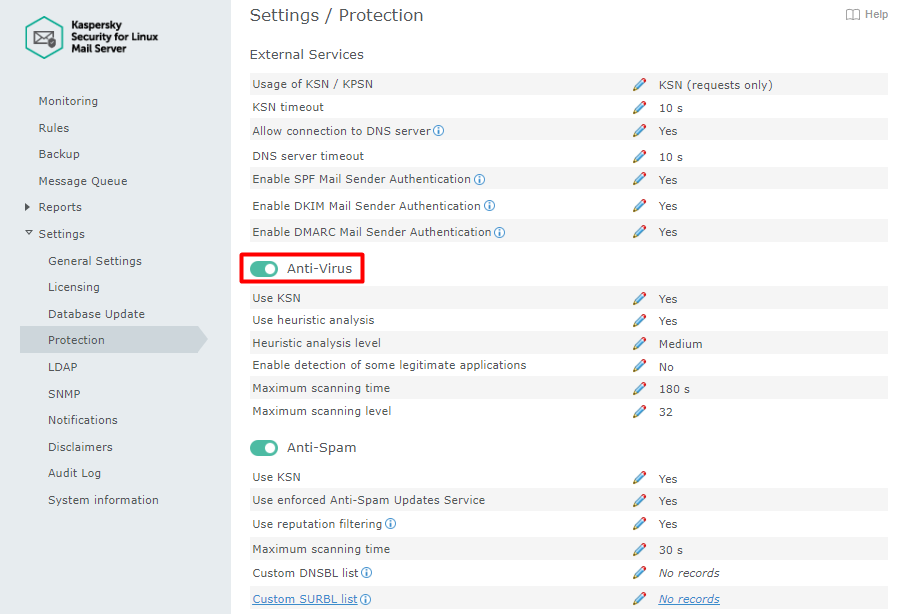 Kaspersky
Security for Linux
Mail Server
Monitoring
Rules
Backup
Message Queue
Reports
Settings
General Settings
Licensing
Database Update
Protection
LDAP
SNMP
Notifications
Disclaimers
Audit Log
System information
Settings / Protection
Help
External Services
Usage of KSN / KPSN KSN (requests only)
KSN timeout 10 s
Allow connection to DNS server Yes
DNS server timeout 10 s
Enable SPF Mail Sender Authentication Yes
Enable DKIM Mail Sender Authentication Yes
Enable DMARC Mail Sender Authentication Yes
Anti-Virus
Use KSN Yes
Use heuristic analysis Yes
Heuristic analysis level Medium
Enable detection of some legitimate applications No
Maximum scanning time 180 s
Maximum scanning level 32
Anti-Spam
Use KSN Yes
Use enforced Anti-Spam Updates Service Yes
Use reputation filtering Yes
Maximum scanning time 30 s
Custom DNSBL list No records
Custom SURBL list No records